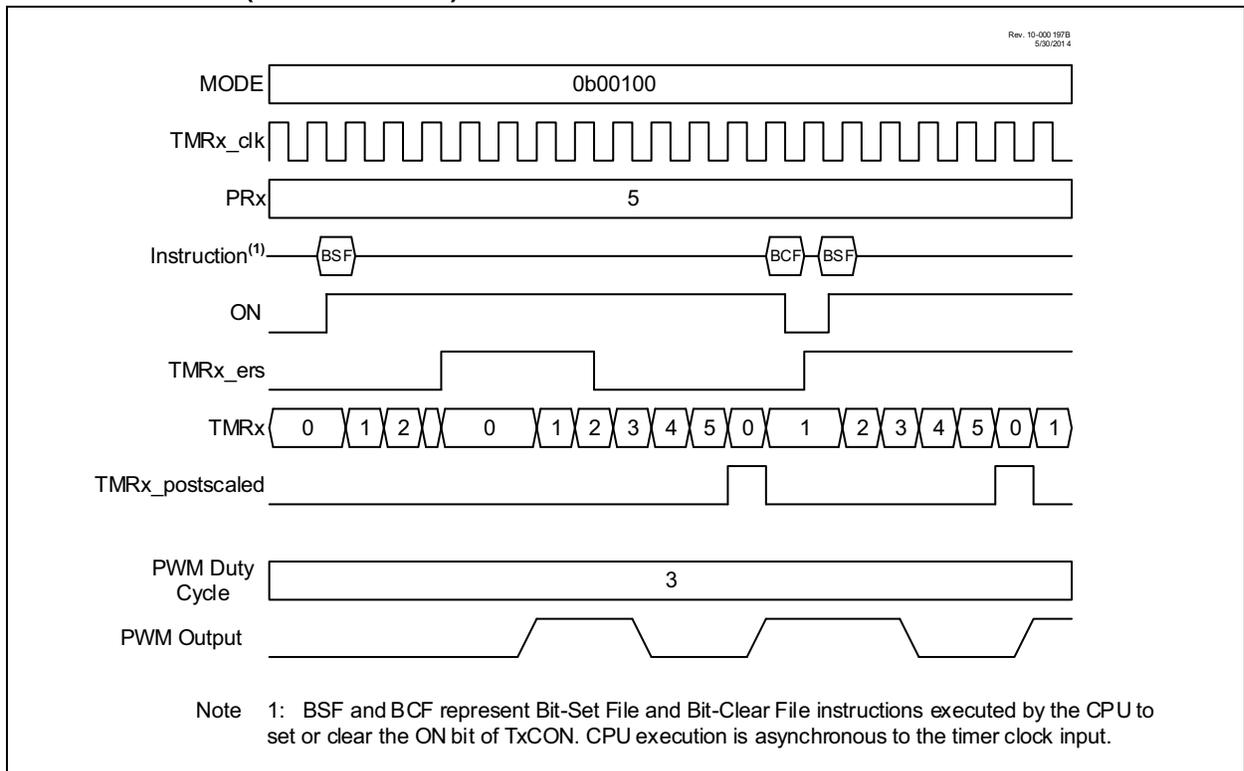 Rev. 10-000 197B
5/30/201 4
MODE
0b00100
TMRx_clk
PRx
5
Instruction(1)
BSF
BCF
BSF
ON
TMRx_ers
TMRx
0 1 2 0 1 2 3 4 5 0 1 2 3 4 5 0 1
TMRx_postscaled
PWM Duty
Cycle
3
PWM Output
Note 1: BSF and BCF represent Bit-Set File and Bit-Clear File instructions executed by the CPU to
set or clear the ON bit of TxCON. CPU execution is asynchronous to the timer clock input.